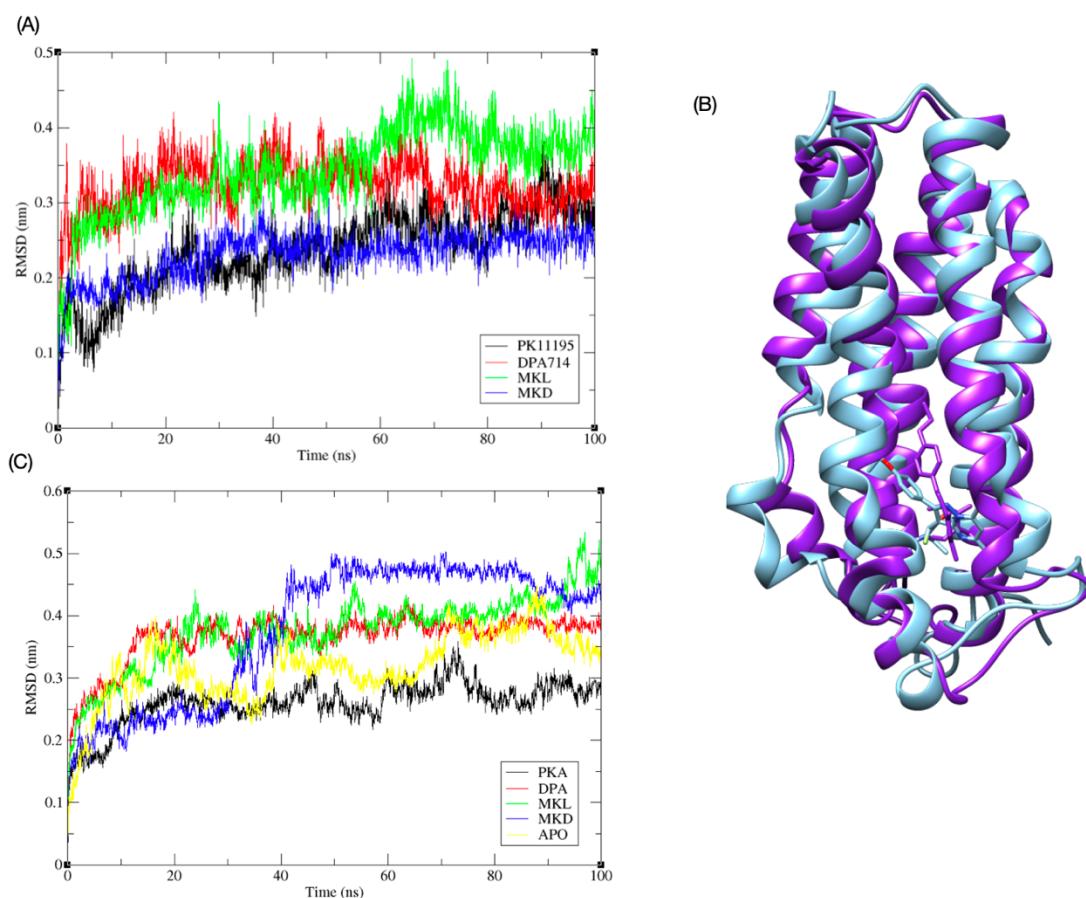 (A)
0.5
0.4
0.3
0.2
0.1
0
RMSD (nm)
0 20 40 60 80 100
Time (ns)
PK11195
DPA714
MKL
MKD
(B)
(C)
0.6
0.5
0.4
0.3
0.2
0.1
0
RMSD (nm)
0 20 40 60 80 100
Time (ns)
PKA
DPA
MKL
MKD
APO